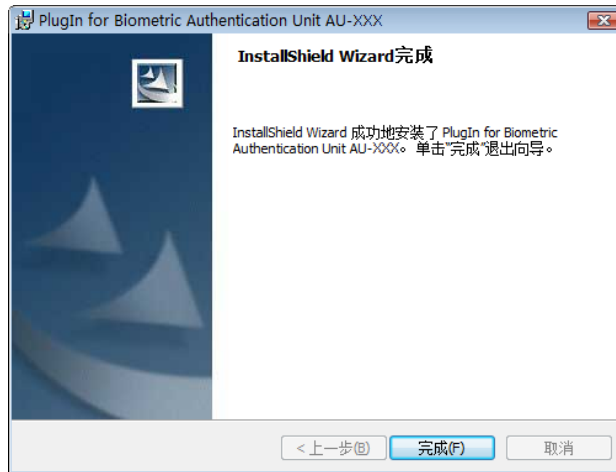 PlugIn for Biometric Authentication Unit AU-XXX
InstallShield Wizard完成
InstallShield Wizard 成功地安装了 PlugIn for Biometric
Authentication Unit AU-XXX。 单击"完成"退出向导。
<上一步(B) 完成(F) 取消